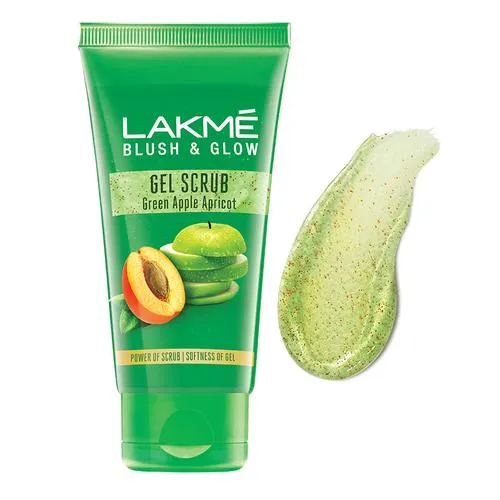 LAKMÉ
BLUSH & GLOW
GEL SCRUB
Green Apple Apricot
POWER OF SCRUB | SOFTNESS OF GEL